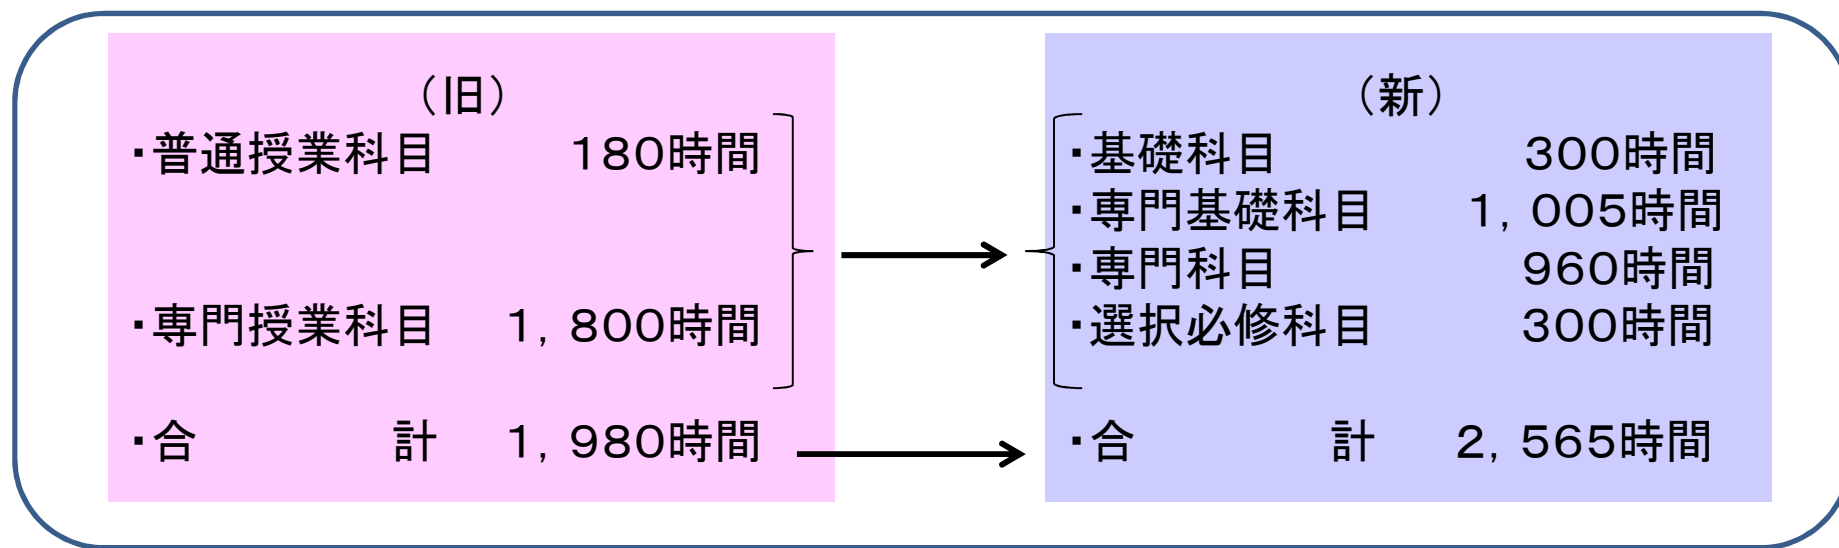 （旧）
・普通授業科目　　180時間
・専門授業科目　1，800時間
・合　　　　計　1，980時間
（新）
・基礎科目　　　　　300時間
・専門基礎科目　　1，005時間
・専門科目　　　　　960時間
・選択必修科目　　　300時間
・合　　　　　計　　2，565時間